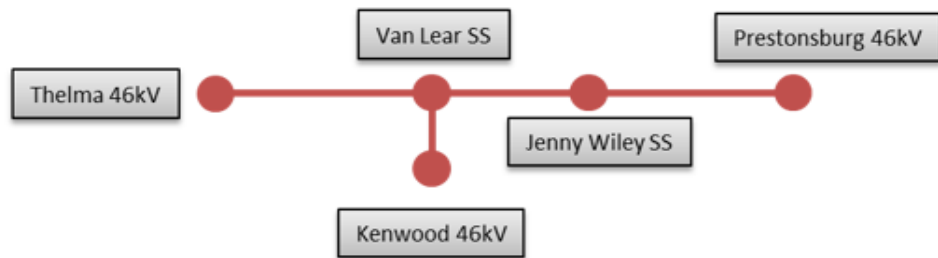 Van Lear SS
Prestonsburg 46kV
Thelma 46kV
Jenny Wiley SS
Kenwood 46kV